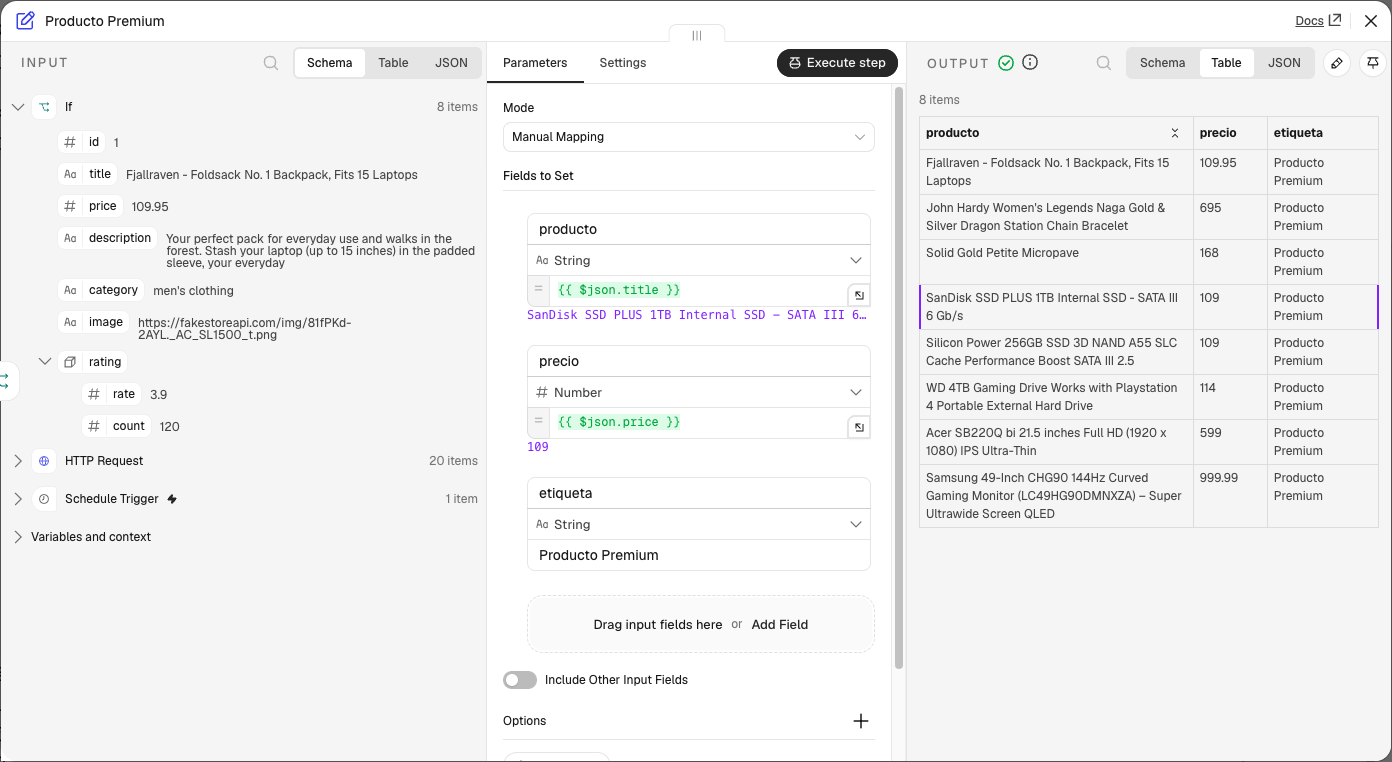 Producto Premium
Docs
INPUT
Schema
Table
JSON
If
8 items
# id 1
Aa title Fjallraven - Foldsack No. 1 Backpack, Fits 15 Laptops
# price 109.95
Aa description Your perfect pack for everyday use and walks in the
forest. Stash your laptop (up to 15 inches) in the padded
sleeve, your everyday
Aa category men's clothing
Aa image https://fakestoreapi.com/img/81fPKd-
2AYL._AC_SL1500_t.png
rating
# rate 3.9
# count 120
HTTP Request
20 items
Schedule Trigger
1 item
Variables and context
Parameters
Settings
Execute step
Mode
Manual Mapping
Fields to Set
producto
Aa String
= {{ $json.title }}
SanDisk SSD PLUS 1TB Internal SSD – SATA III 6…
precio
# Number
= {{ $json.price }}
109
etiqueta
Aa String
Producto Premium
Drag input fields here or Add Field
Include Other Input Fields
Options
OUTPUT
Schema
Table
JSON
8 items
producto precio etiqueta
Fjallraven - Foldsack No. 1 Backpack, Fits 15 109.95 Producto
Laptops Premium
John Hardy Women's Legends Naga Gold & 695 Producto
Silver Dragon Station Chain Bracelet Premium
Solid Gold Petite Micropave 168 Producto
Premium
SanDisk SSD PLUS 1TB Internal SSD - SATA III 109 Producto
6 Gb/s Premium
Silicon Power 256GB SSD 3D NAND A55 SLC 109 Producto
Cache Performance Boost SATA III 2.5 Premium
WD 4TB Gaming Drive Works with Playstation 114 Producto
4 Portable External Hard Drive Premium
Acer SB220Q bi 21.5 inches Full HD (1920 x 599 Producto
1080) IPS Ultra-Thin Premium
Samsung 49-Inch CHG90 144Hz Curved 999.99 Producto
Gaming Monitor (LC49HG90DMNXZA) – Super Premium
Ultrawide Screen QLED